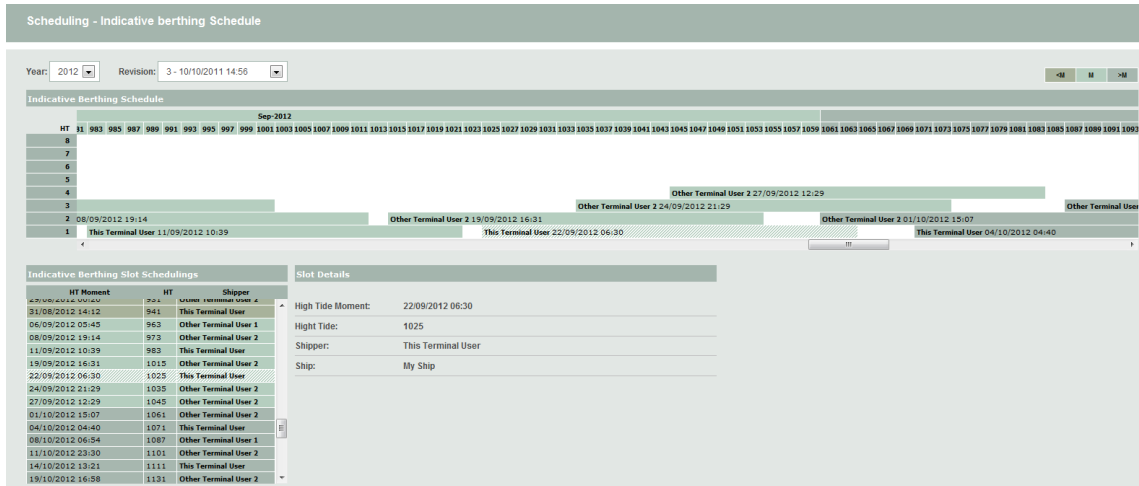 Scheduling - Indicative berthing Schedule
Year: 2012 Revision: 3 - 10/10/2011 14:56
<M M >M
Indicative Berthing Schedule
Sep-2012
HT 983 985 987 989 991 993 995 997 999 1001 1003 1005 1007 1009 1011 1013 1015 1017 1019 1021 1023 1025 1027 1029 1031 1033 1035 1037 1039 1041 1043 1045 1047 1049 1051 1053 1055 1057 1059 1061 1063 1065 1067 1069 1071 1073 1075 1077 1079 1081 1083 1085 1087 1089 1091 1093
8
7
6
5
4 Other Terminal User 2 27/09/2012 12:29
3 Other Terminal User 2 24/09/2012 21:29 Other Terminal User
2 08/09/2012 19:14 Other Terminal User 2 19/09/2012 16:31 Other Terminal User 2 01/10/2012 15:07
1 This Terminal User 11/09/2012 10:39 This Terminal User 22/09/2012 06:30 This Terminal User 04/10/2012 04:40
Indicative Berthing Slot Schedulings
HT Moment HT Shipper
29/08/2012 00:20 931 Other Terminal User 2
31/08/2012 14:12 941 This Terminal User
06/09/2012 05:45 963 Other Terminal User 1
08/09/2012 19:14 973 Other Terminal User 2
11/09/2012 10:39 983 This Terminal User
19/09/2012 16:31 1015 Other Terminal User 2
22/09/2012 06:30 1025 This Terminal User
24/09/2012 21:29 1035 Other Terminal User 2
27/09/2012 12:29 1045 Other Terminal User 2
01/10/2012 15:07 1061 Other Terminal User 2
04/10/2012 04:40 1071 This Terminal User
08/10/2012 06:54 1087 Other Terminal User 1
11/10/2012 23:30 1101 Other Terminal User 2
14/10/2012 13:21 1111 This Terminal User
19/10/2012 16:58 1131 Other Terminal User 2
Slot Details
High Tide Moment: 22/09/2012 06:30
Hight Tide: 1025
Shipper: This Terminal User
Ship: My Ship